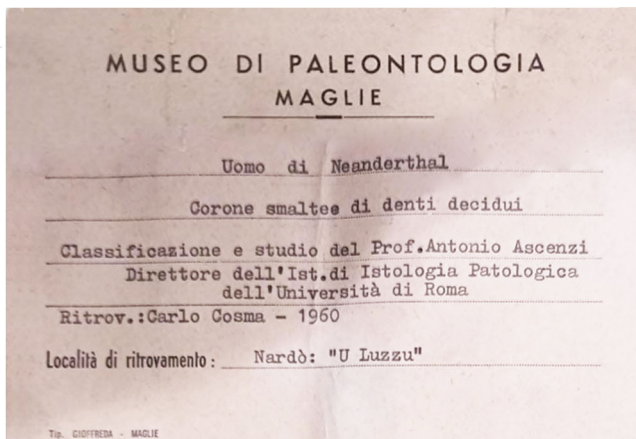 MUSEO DI PALEONTOLOGIA
MAGLIE
Uomo di Neanderthal
Corone smaltee di denti decidui
Classificazione e studio del Prof.Antonio Ascenzi
Direttore dell'Ist.di Istologia Patologica
dell'Università di Roma
Ritrov.:Carlo Cosma - 1960
Località di ritrovamento: Nardò: "U Luzzu"
Tip. GIOFFREDA - MAGLIE